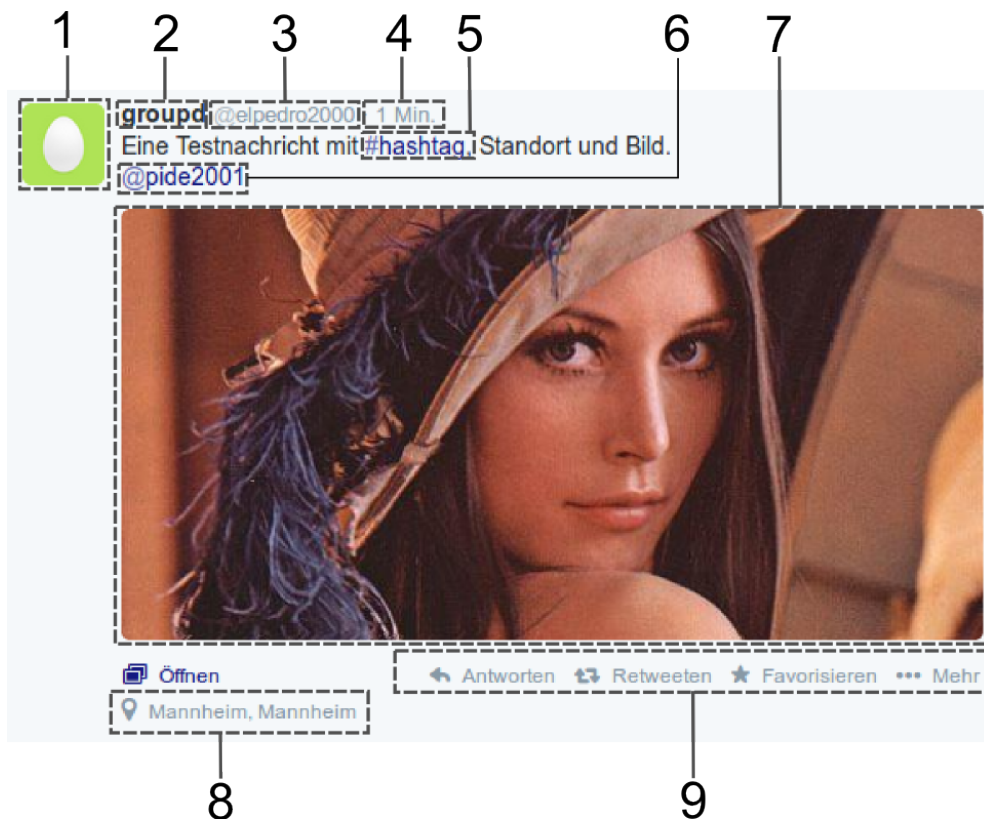 1 2 3 4 5 6 7
groupd @elpedro2000 1 Min.
Eine Testnachricht mit #hashtag, Standort und Bild.
@pide2001
Öffnen Antworten Retweeten Favorisieren Mehr
Mannheim, Mannheim
8 9